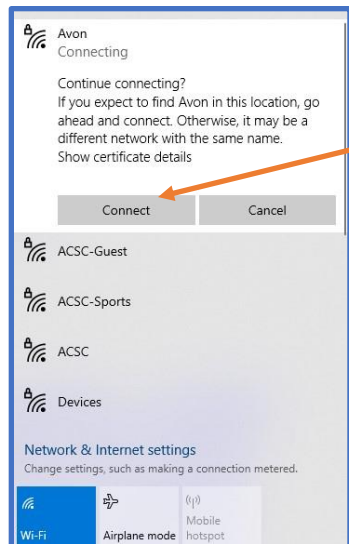 Avon
Connecting
Continue connecting?
If you expect to find Avon in this location, go
ahead and connect. Otherwise, it may be a
different network with the same name.
Show certificate details
Connect Cancel
ACSC-Guest
ACSC-Sports
ACSC
Devices
Network & Internet settings
Change settings, such as making a connection metered.
Wi-Fi
Airplane mode
Mobile
hotspot